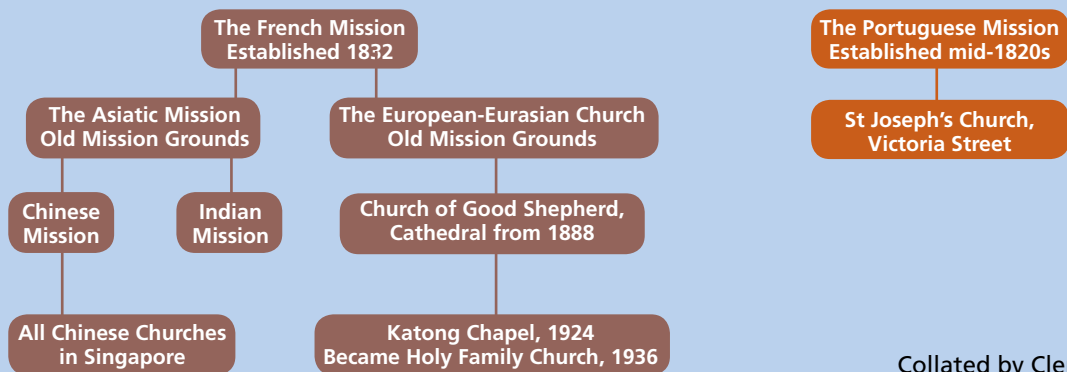 The French Mission
Established 1832
The Portuguese Mission
Established mid-1820s
The Asiatic Mission
Old Mission Grounds
The European-Eurasian Church
Old Mission Grounds
St Joseph's Church,
Victoria Street
Chinese
Mission
Indian
Mission
Church of Good Shepherd,
Cathedral from 1888
All Chinese Churches
in Singapore
Katong Chapel, 1924
Became Holy Family Church, 1936
Collated by